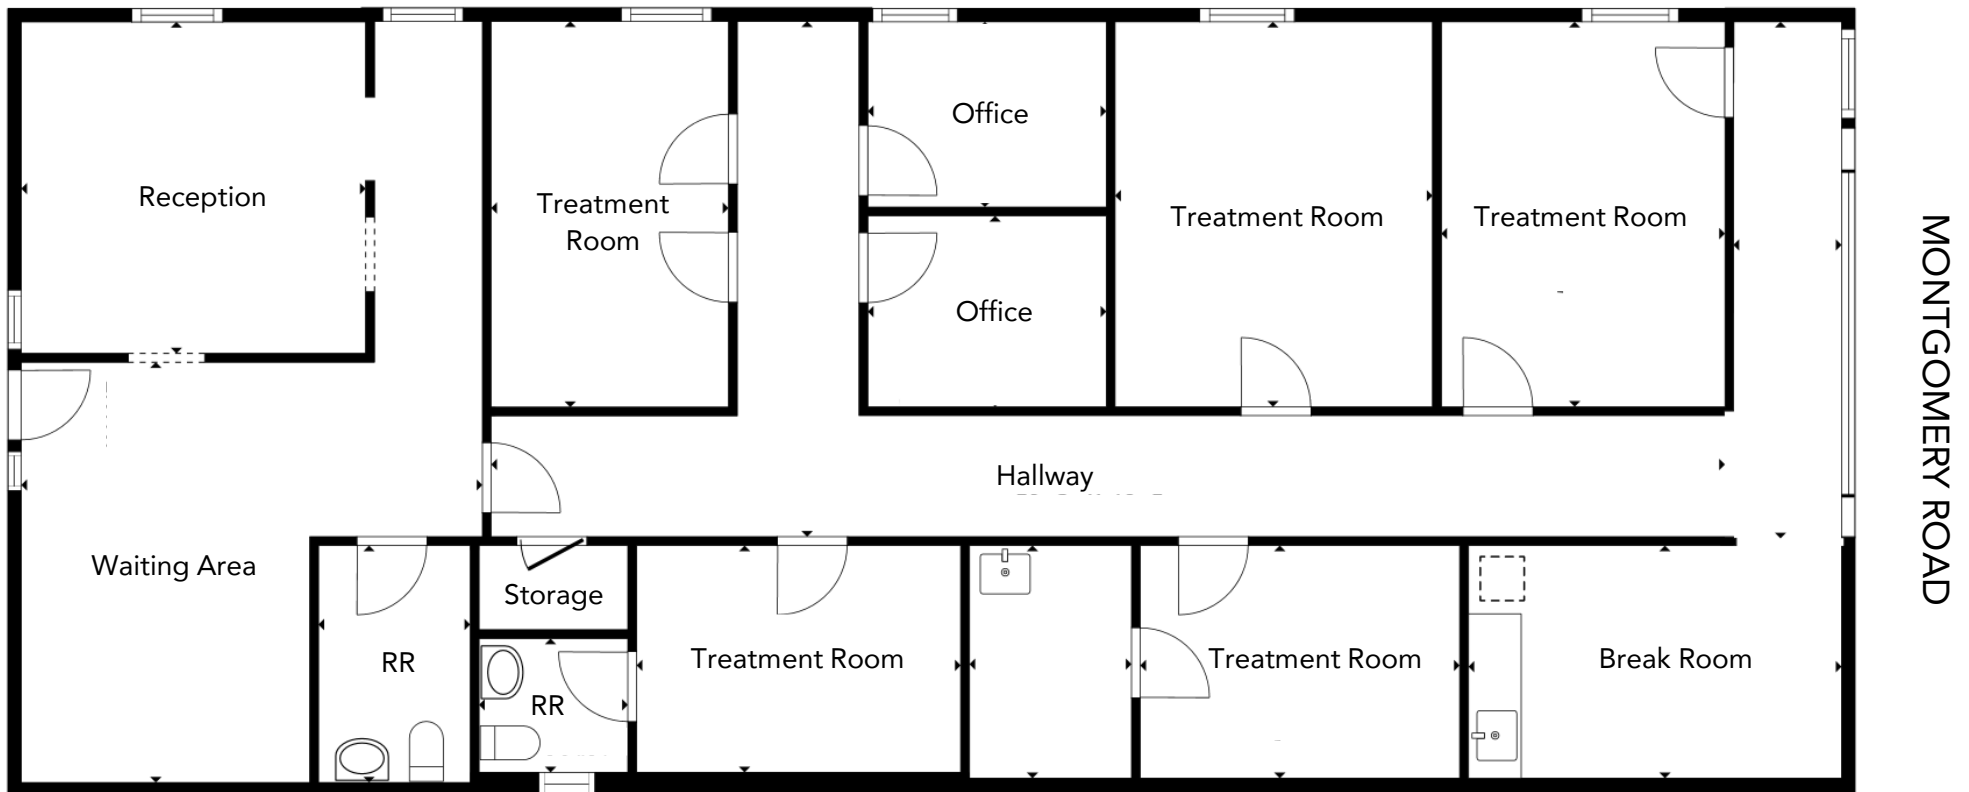 Reception
Treatment
Room
Office
Office
Treatment Room
Treatment Room
MONTGOMERY ROAD
Hallway
Waiting Area
RR
Storage
RR
Treatment Room
Treatment Room
Break Room